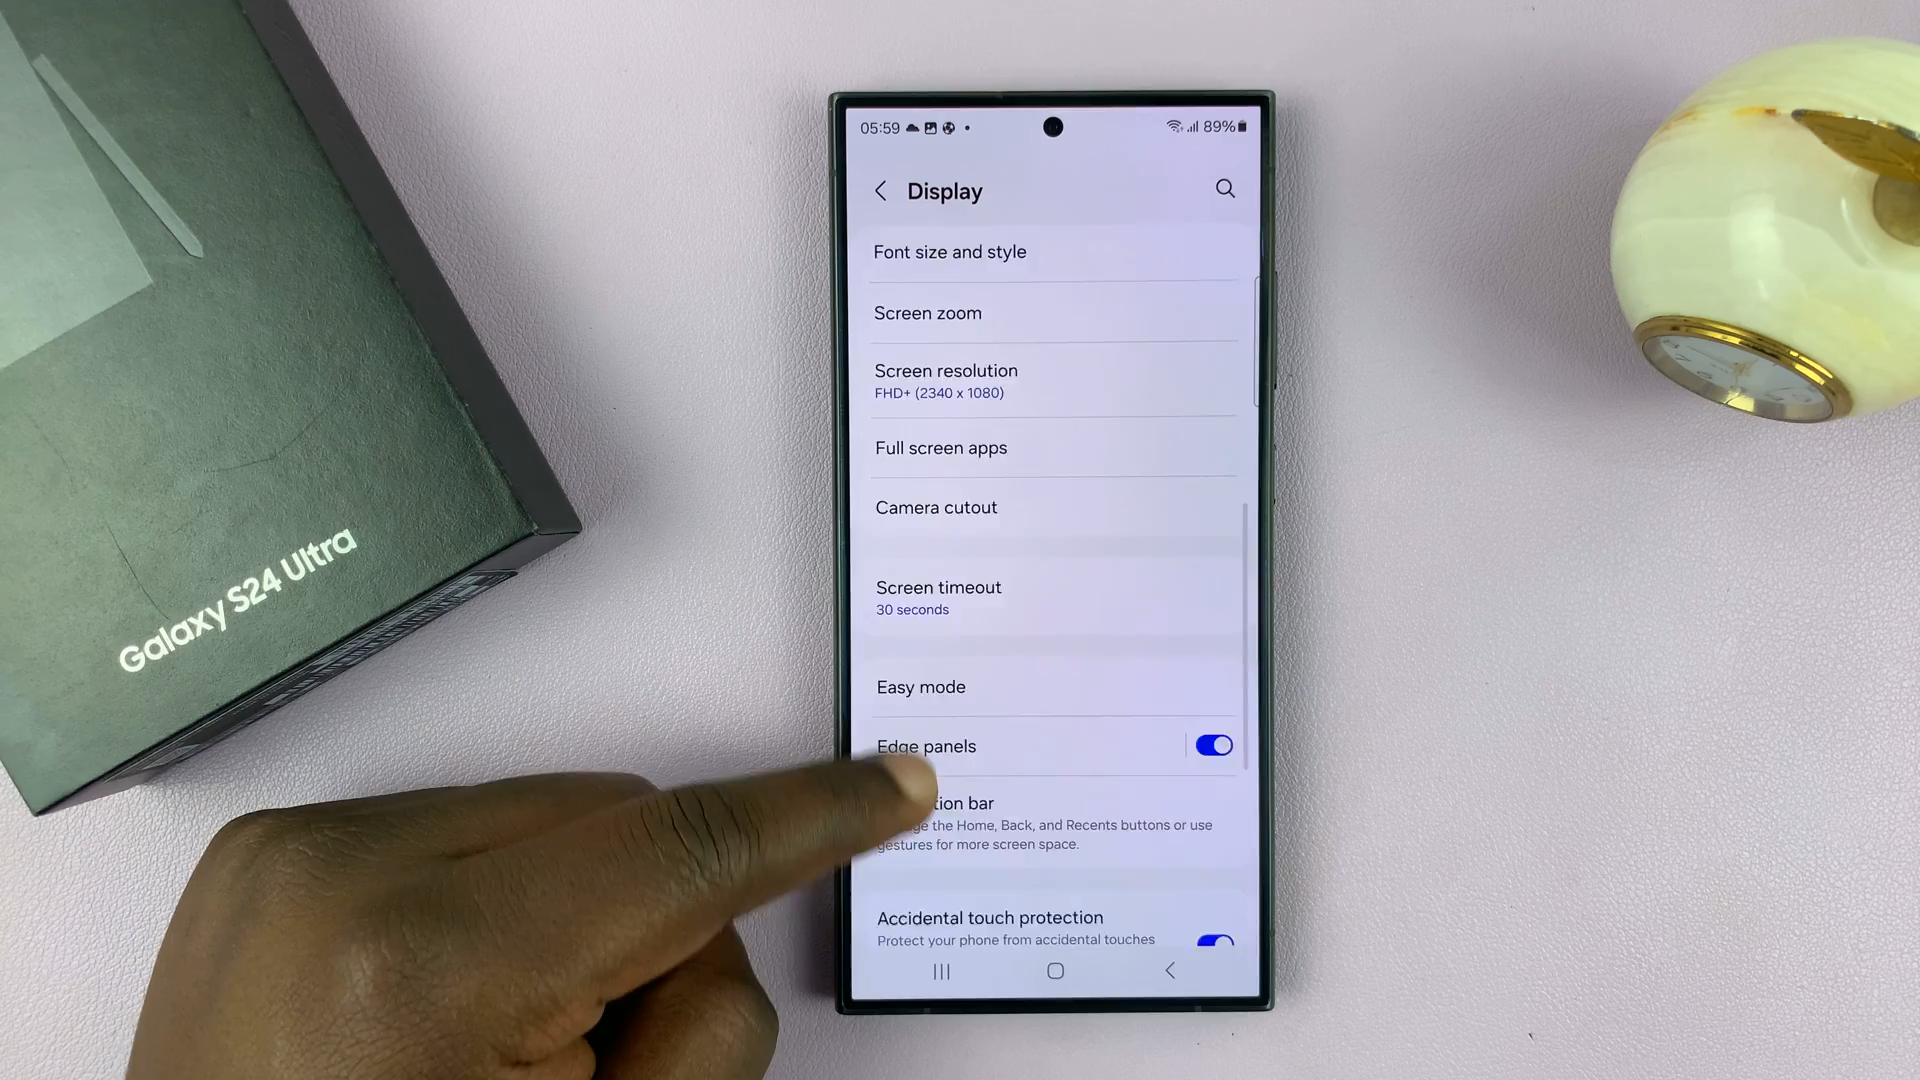 Galaxy S24 Ultra
05:59
89%
Display
Font size and style
Screen zoom
Screen resolution
FHD+ (2340 x 1080)
Full screen apps
Camera cutout
Screen timeout
30 seconds
Easy mode
Edge panels
bar
the Home, Back, and Recents buttons or use
gestures for more screen space.
Accidental touch protection
Protect your phone from accidental touches